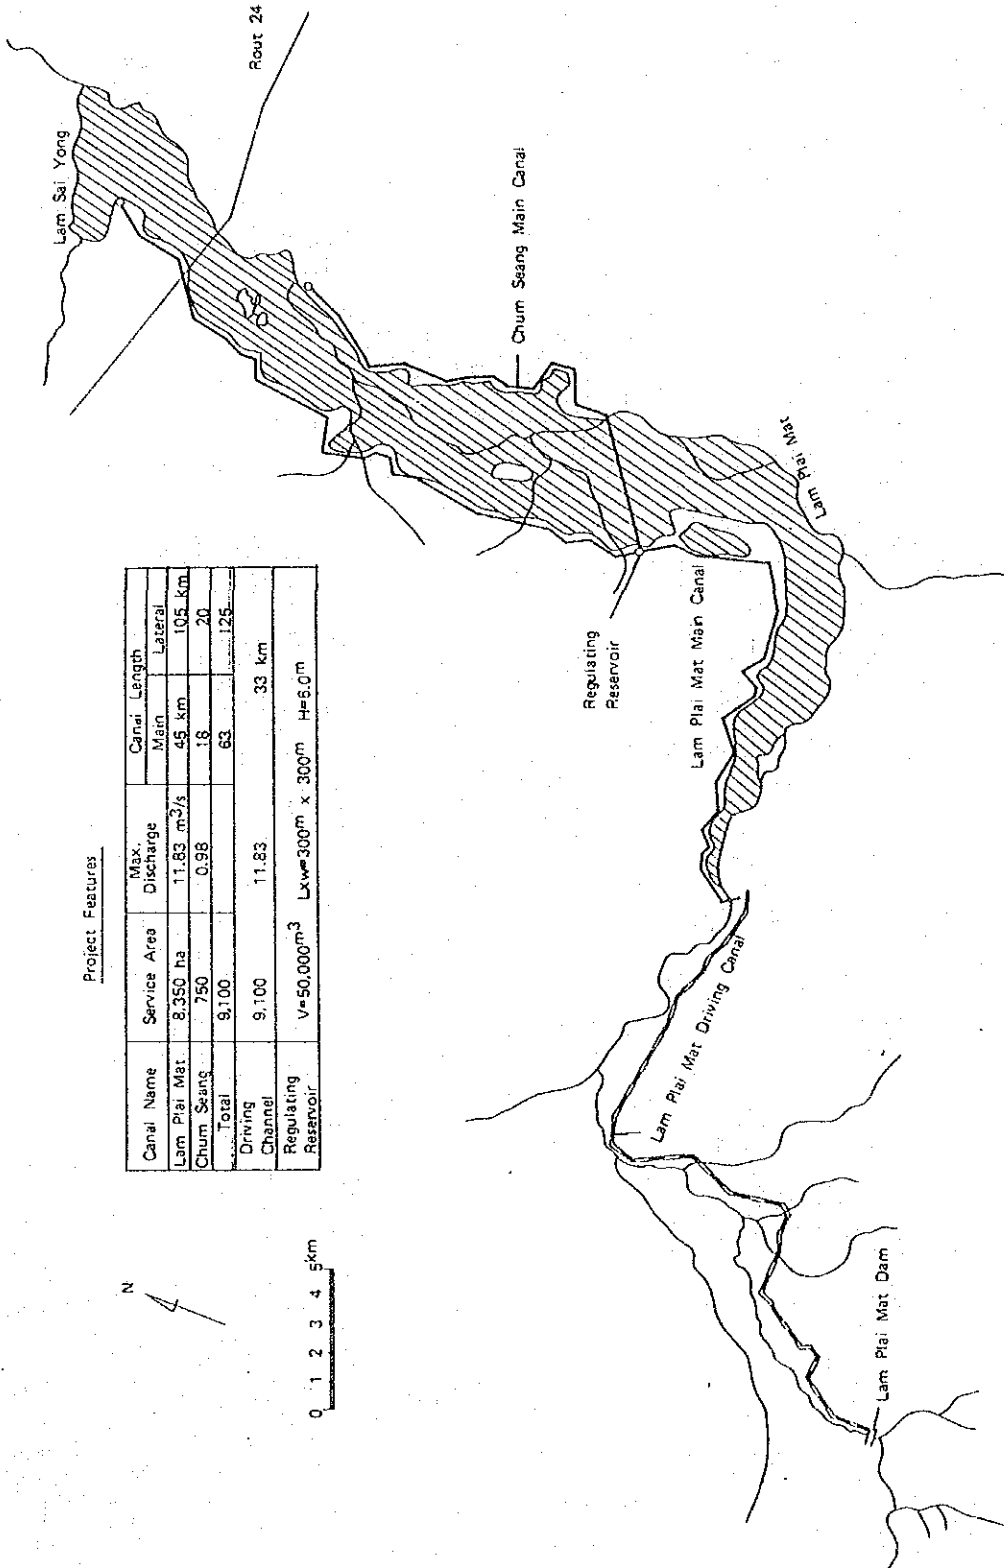 Project Features
Canal Name Service Area Max. Discharge Canal Length Main Lateral
Lam Plai Mat 8,350 ha 11.83 m³/s 45 km 105 km
Chum Seang 750 0.98 18 20
Total 9,100 63 125
Driving Channel 9,100 11.83 33 km
Regulating Reservoir V=50,000m³ Lxw=300m x 300m H=6.0m
N
0 1 2 3 4 5km
Lam Sai Yong
Rout 24
Chum Seang Main Canal
Lam Plai Mat
Regulating
Reservoir
Lam Plai Mat Main Canal
Lam Plai Mat Driving Canal
Lam Plai Mat Dam